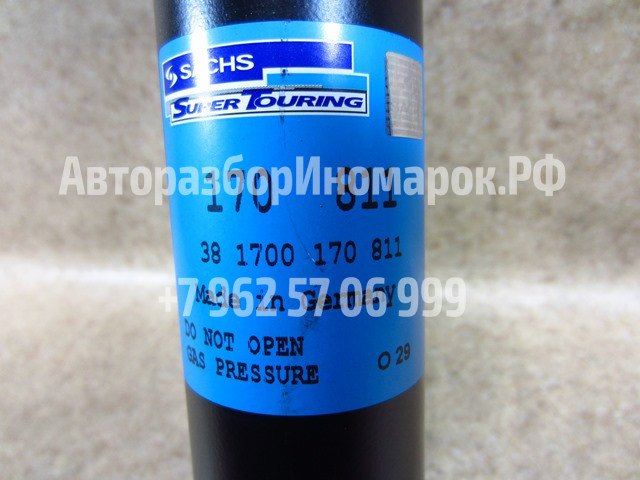 SACHS
SUPER TOURING
АвторазборИномарок.РФ
170 811
38 1700 170 811
+7 962 57 06 999
Made in Germany
DO NOT OPEN
GAS PRESSURE
O 29